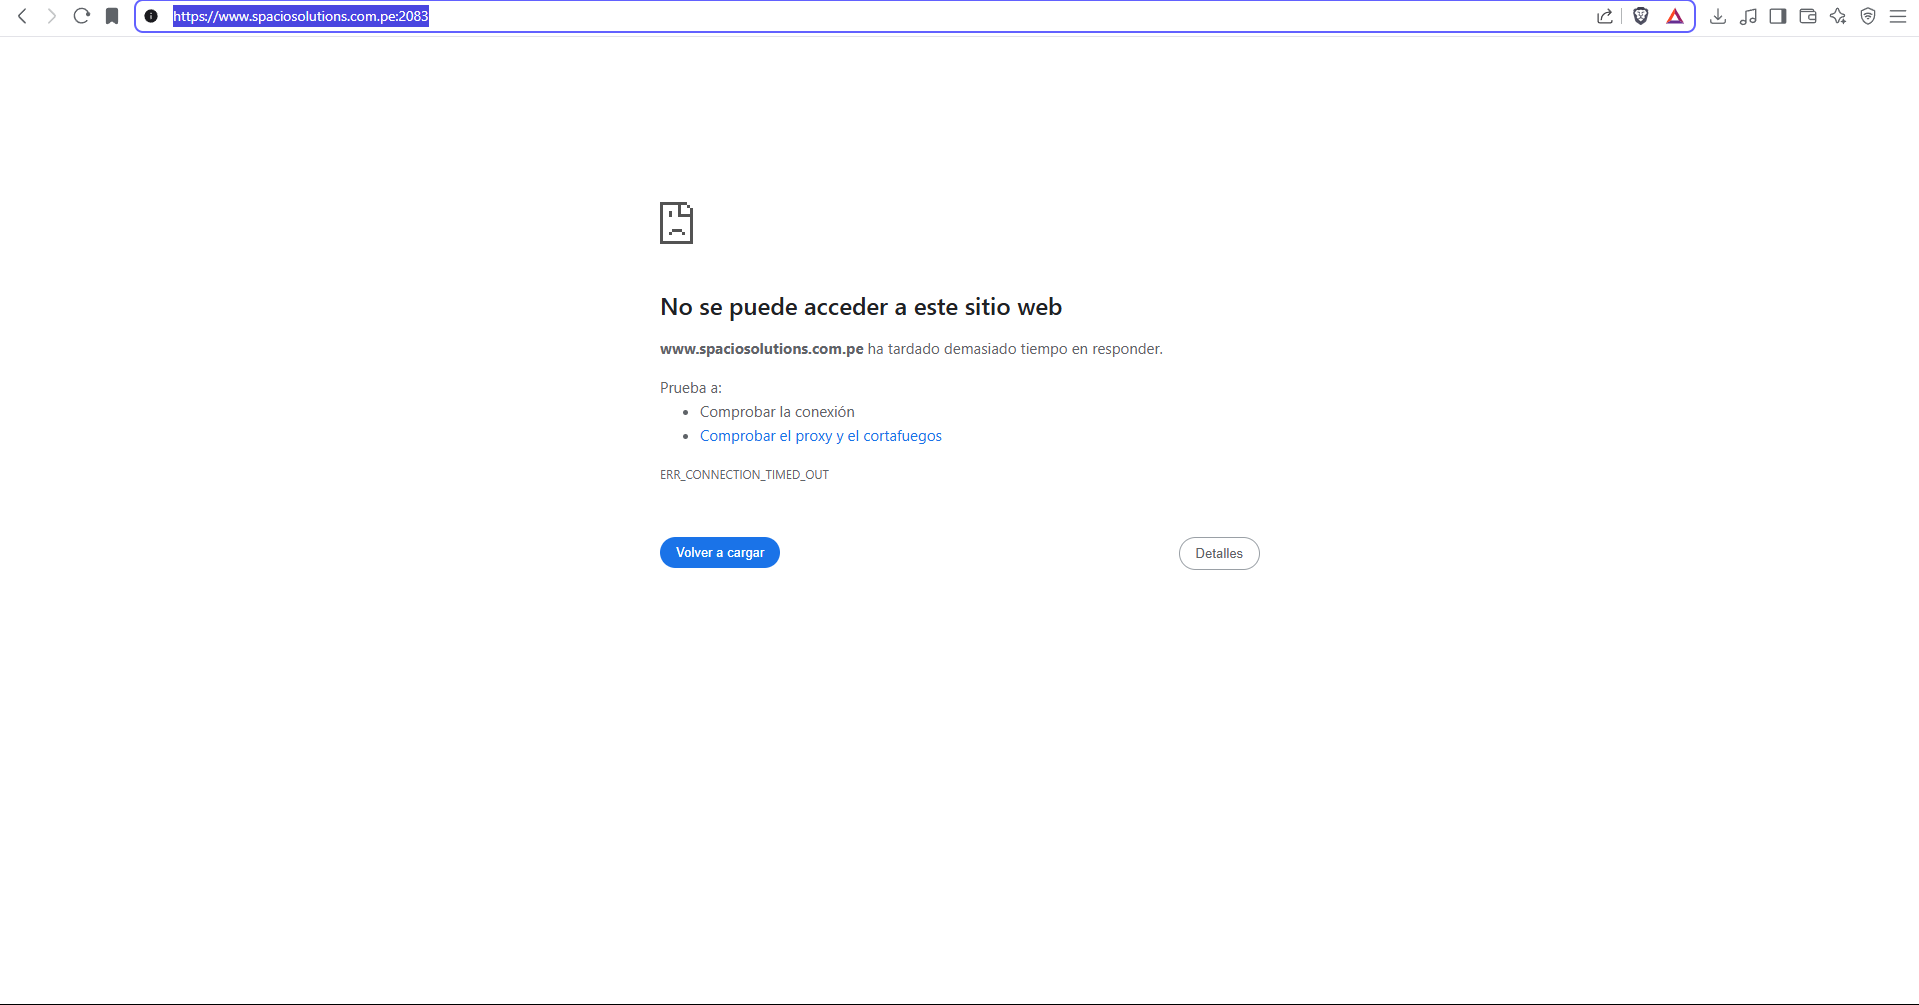 https://www.spaciosolutions.com.pe:2083
No se puede acceder a este sitio web
www.spaciosolutions.com.pe ha tardado demasiado tiempo en responder.
Prueba a:
Comprobar la conexión
Comprobar el proxy y el cortafuegos
ERR_CONNECTION_TIMED_OUT
Volver a cargar
Detalles